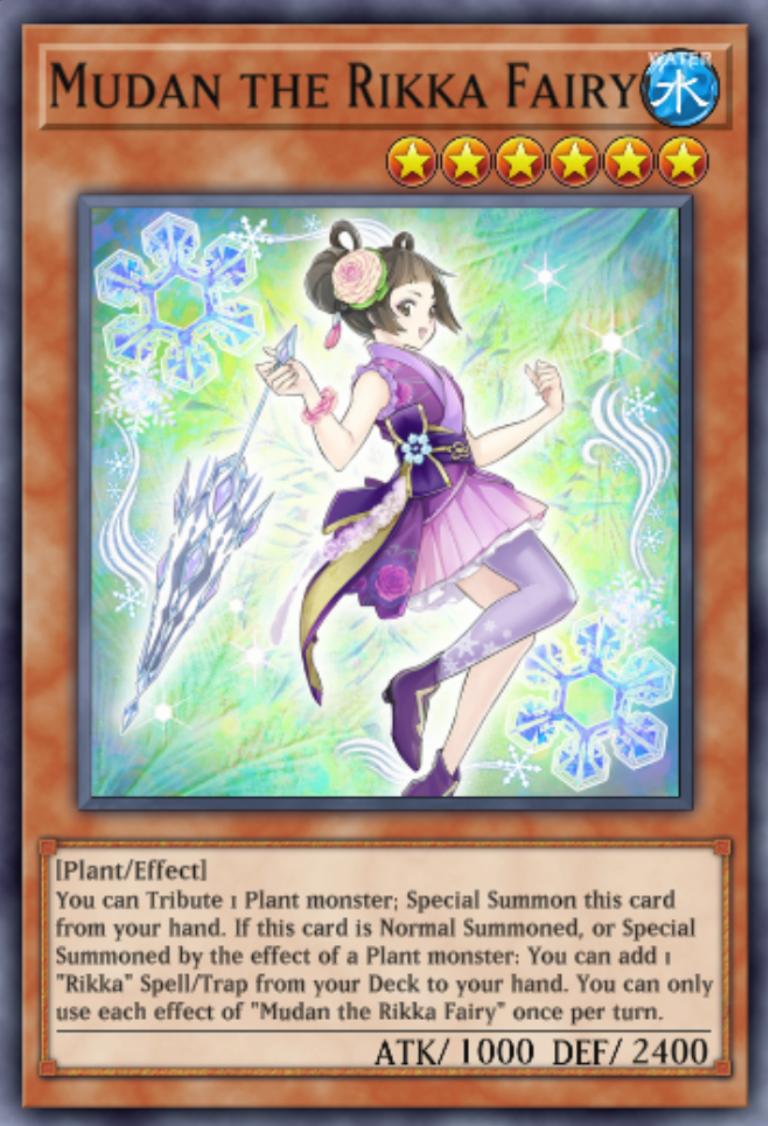 MUDAN THE RIKKA FAIRY
WATER
水
[Plant/Effect]
You can Tribute 1 Plant monster; Special Summon this card
from your hand. If this card is Normal Summoned, or Special
Summoned by the effect of a Plant monster: You can add 1
"Rikka" Spell/Trap from your Deck to your hand. You can only
use each effect of "Mudan the Rikka Fairy" once per turn.
ATK/ 1000 DEF/ 2400